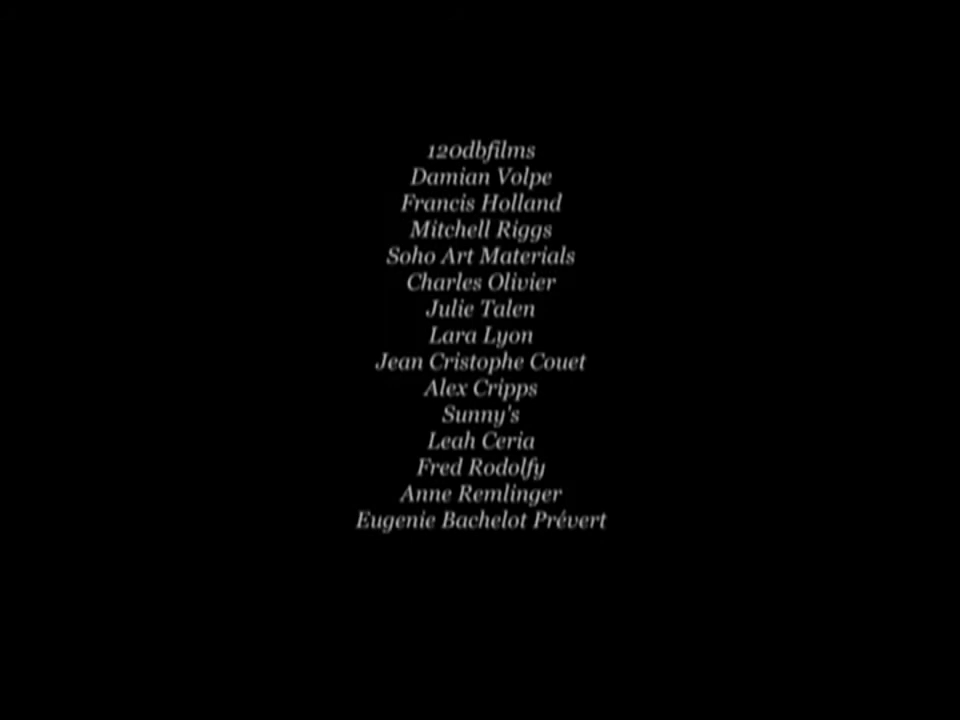 120dbfilms
Damian Volpe
Francis Holland
Mitchell Riggs
Soho Art Materials
Charles Olivier
Julie Talen
Lara Lyon
Jean Cristophe Couet
Alex Cripps
Sunny's
Leah Ceria
Fred Rodolfy
Anne Remlinger
Eugenie Bachelot Prévert